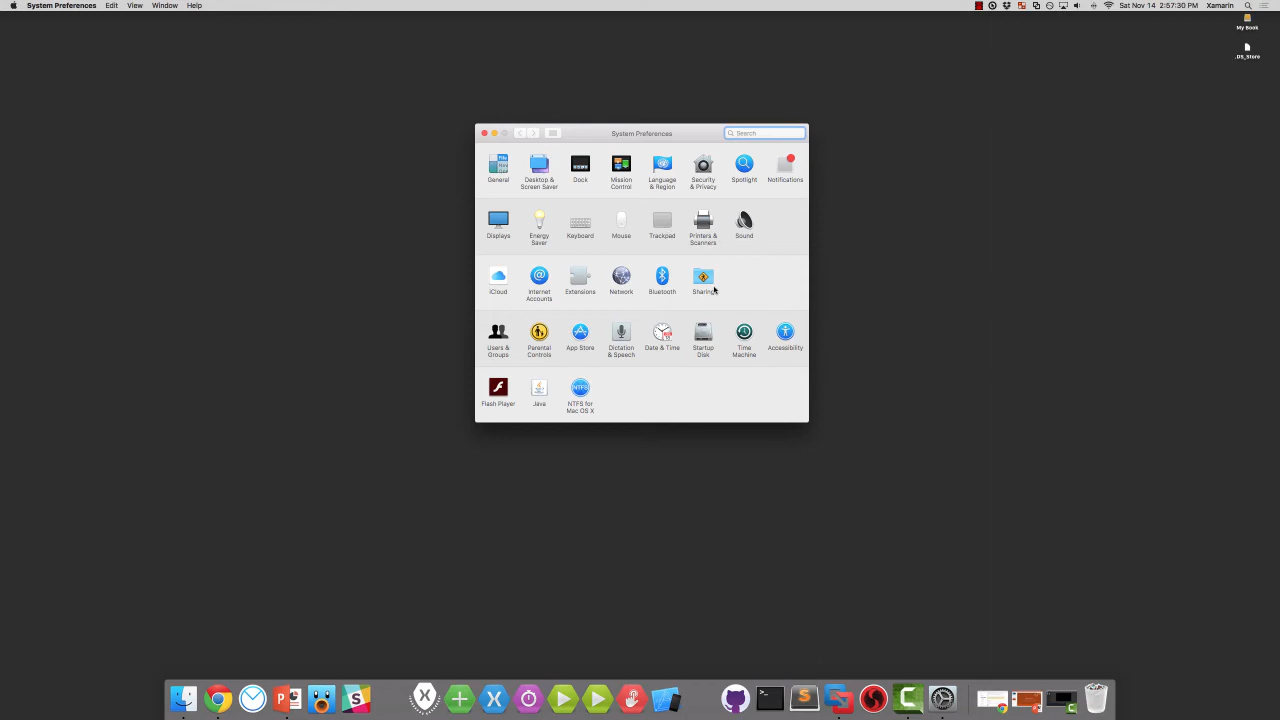 System Preferences Edit View Window Help
Sat Nov 14 2:57:30 PM Xamarin
My Book
.DS_Store
System Preferences
Search
General
Desktop &
Screen Saver
Dock
Mission
Control
Language
& Region
Security
& Privacy
Spotlight
Notifications
Displays
Energy
Saver
Keyboard
Mouse
Trackpad
Printers &
Scanners
Sound
iCloud
Internet
Accounts
Extensions
Network
Bluetooth
Sharing
Users &
Groups
Parental
Controls
App Store
Dictation
& Speech
Date & Time
Startup
Disk
Time
Machine
Accessibility
NTFS
Flash Player
Java
NTFS for
Mac OS X